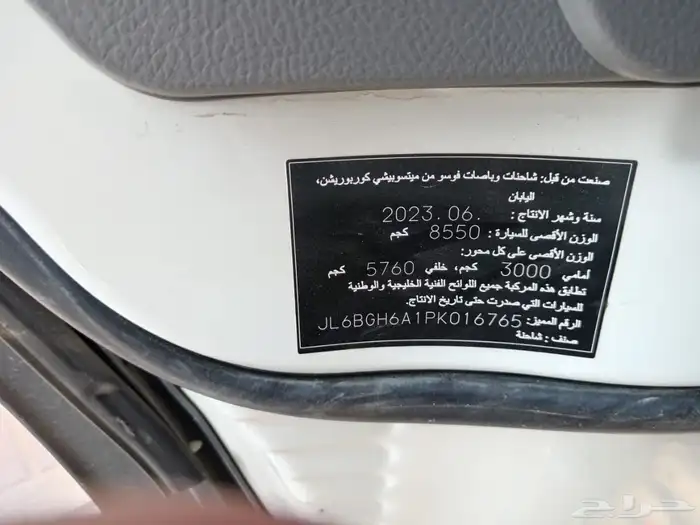 صنعت من قبل: شاحنات وباصات فوسو من ميتسوبيشي كوربوريشن،
اليابان
سنة وشهر الانتاج : 2023.06.
الوزن الأقصى للسيارة : 8550 كجم
الوزن الأقصى على كل محور:
أمامي 3000 كجم، خلفي 5760 كجم
تطابق هذه المركبة جميع اللوائح الفنية الخليجية والوطنية
للسيارات التي صدرت حتى تاريخ الانتاج.
الرقم المميز: JL6BGH6A1PK016765
صنف : شاحنة
حراج